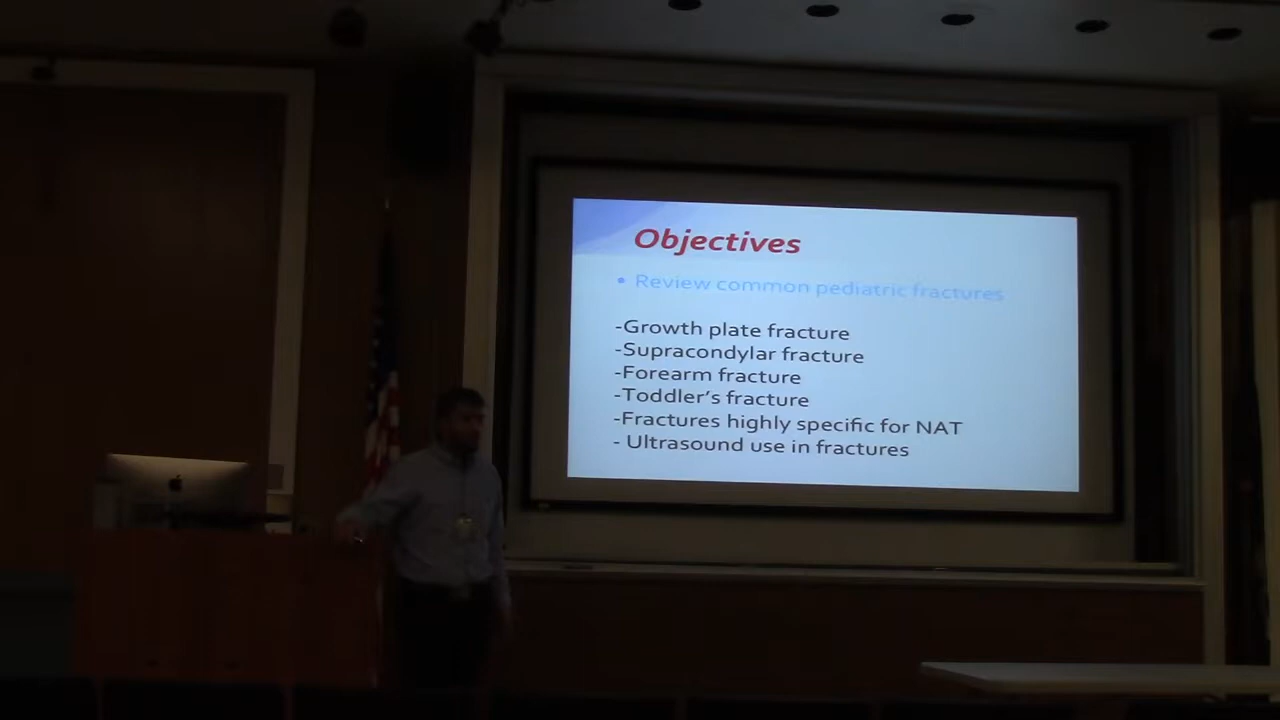 Objectives
• Review common pediatric fractures
-Growth plate fracture
-Supracondylar fracture
-Forearm fracture
-Toddler’s fracture
-Fractures highly specific for NAT
- Ultrasound use in fractures